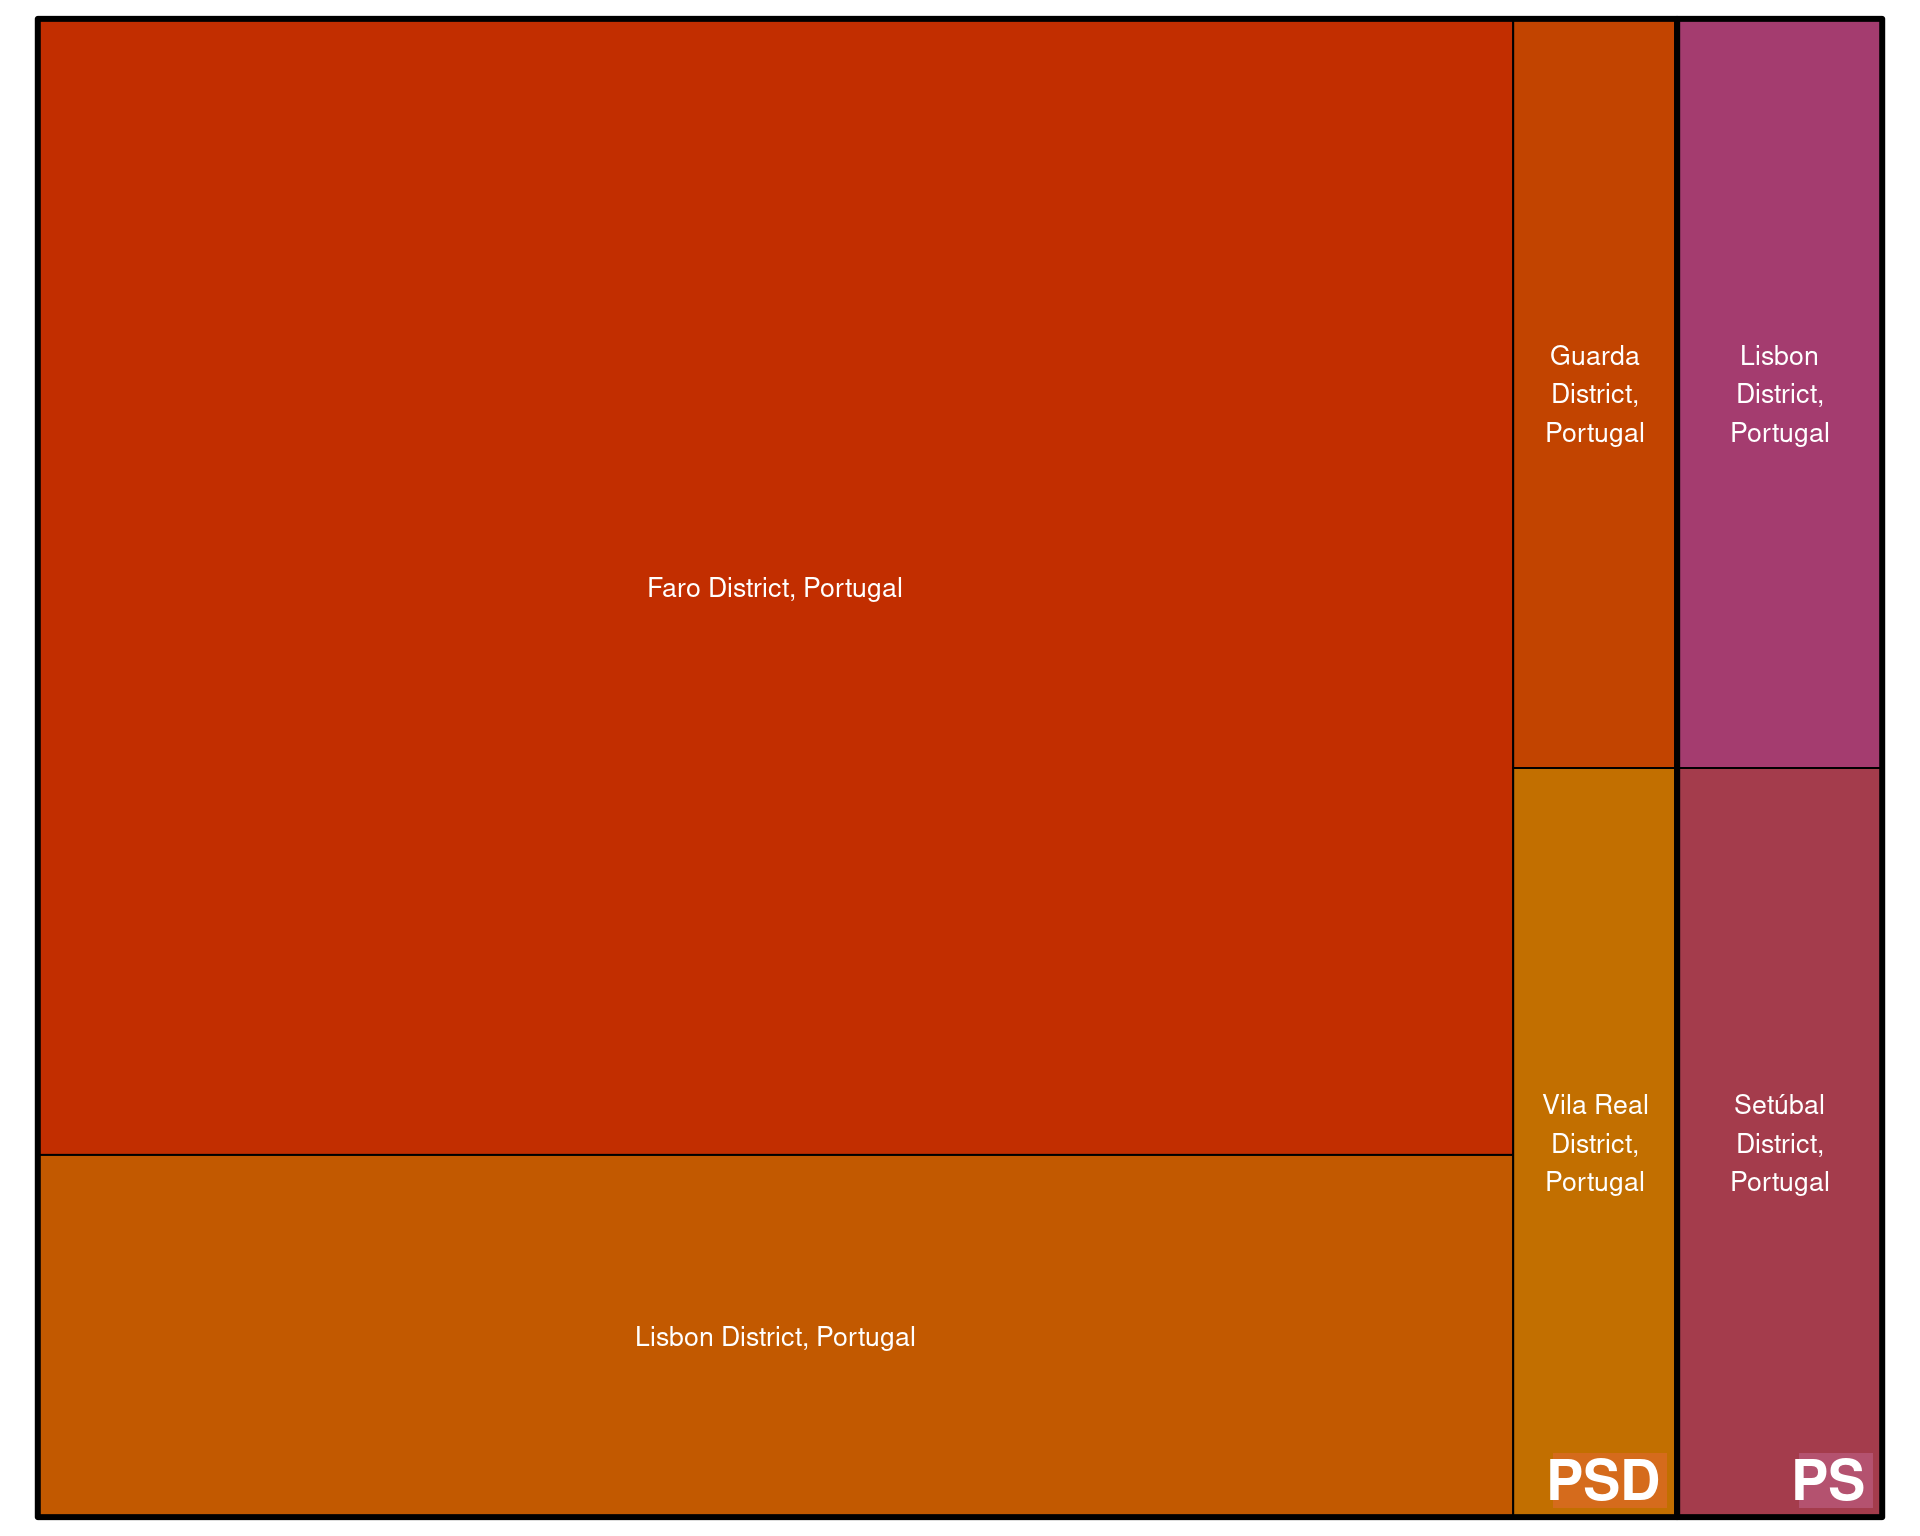 Faro District, Portugal
Lisbon District, Portugal
Guarda
District,
Portugal
Vila Real
District,
Portugal
PSD
Lisbon
District,
Portugal
Setúbal
District,
Portugal
PS